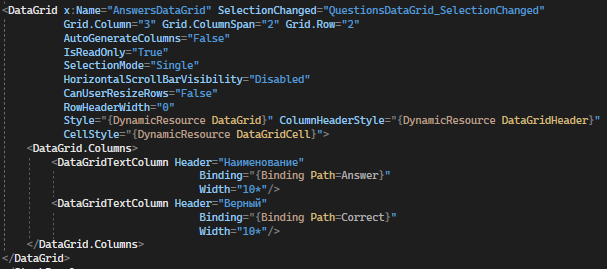 <DataGrid x:Name="AnswersDataGrid" SelectionChanged="QuestionsDataGrid_SelectionChanged"
Grid.Column="3" Grid.ColumnSpan="2" Grid.Row="2"
AutoGenerateColumns="False"
IsReadOnly="True"
SelectionMode="Single"
HorizontalScrollBarVisibility="Disabled"
CanUserResizeRows="False"
RowHeaderWidth="0"
Style="{DynamicResource DataGrid}" ColumnHeaderStyle="{DynamicResource DataGridHeader}"
CellStyle="{DynamicResource DataGridCell}">
<DataGrid.Columns>
<DataGridTextColumn Header="Наименование"
Binding="{Binding Path=Answer}"
Width="10*"/>
<DataGridTextColumn Header="Верный"
Binding="{Binding Path=Correct}"
Width="10*"/>
</DataGrid.Columns>
</DataGrid>